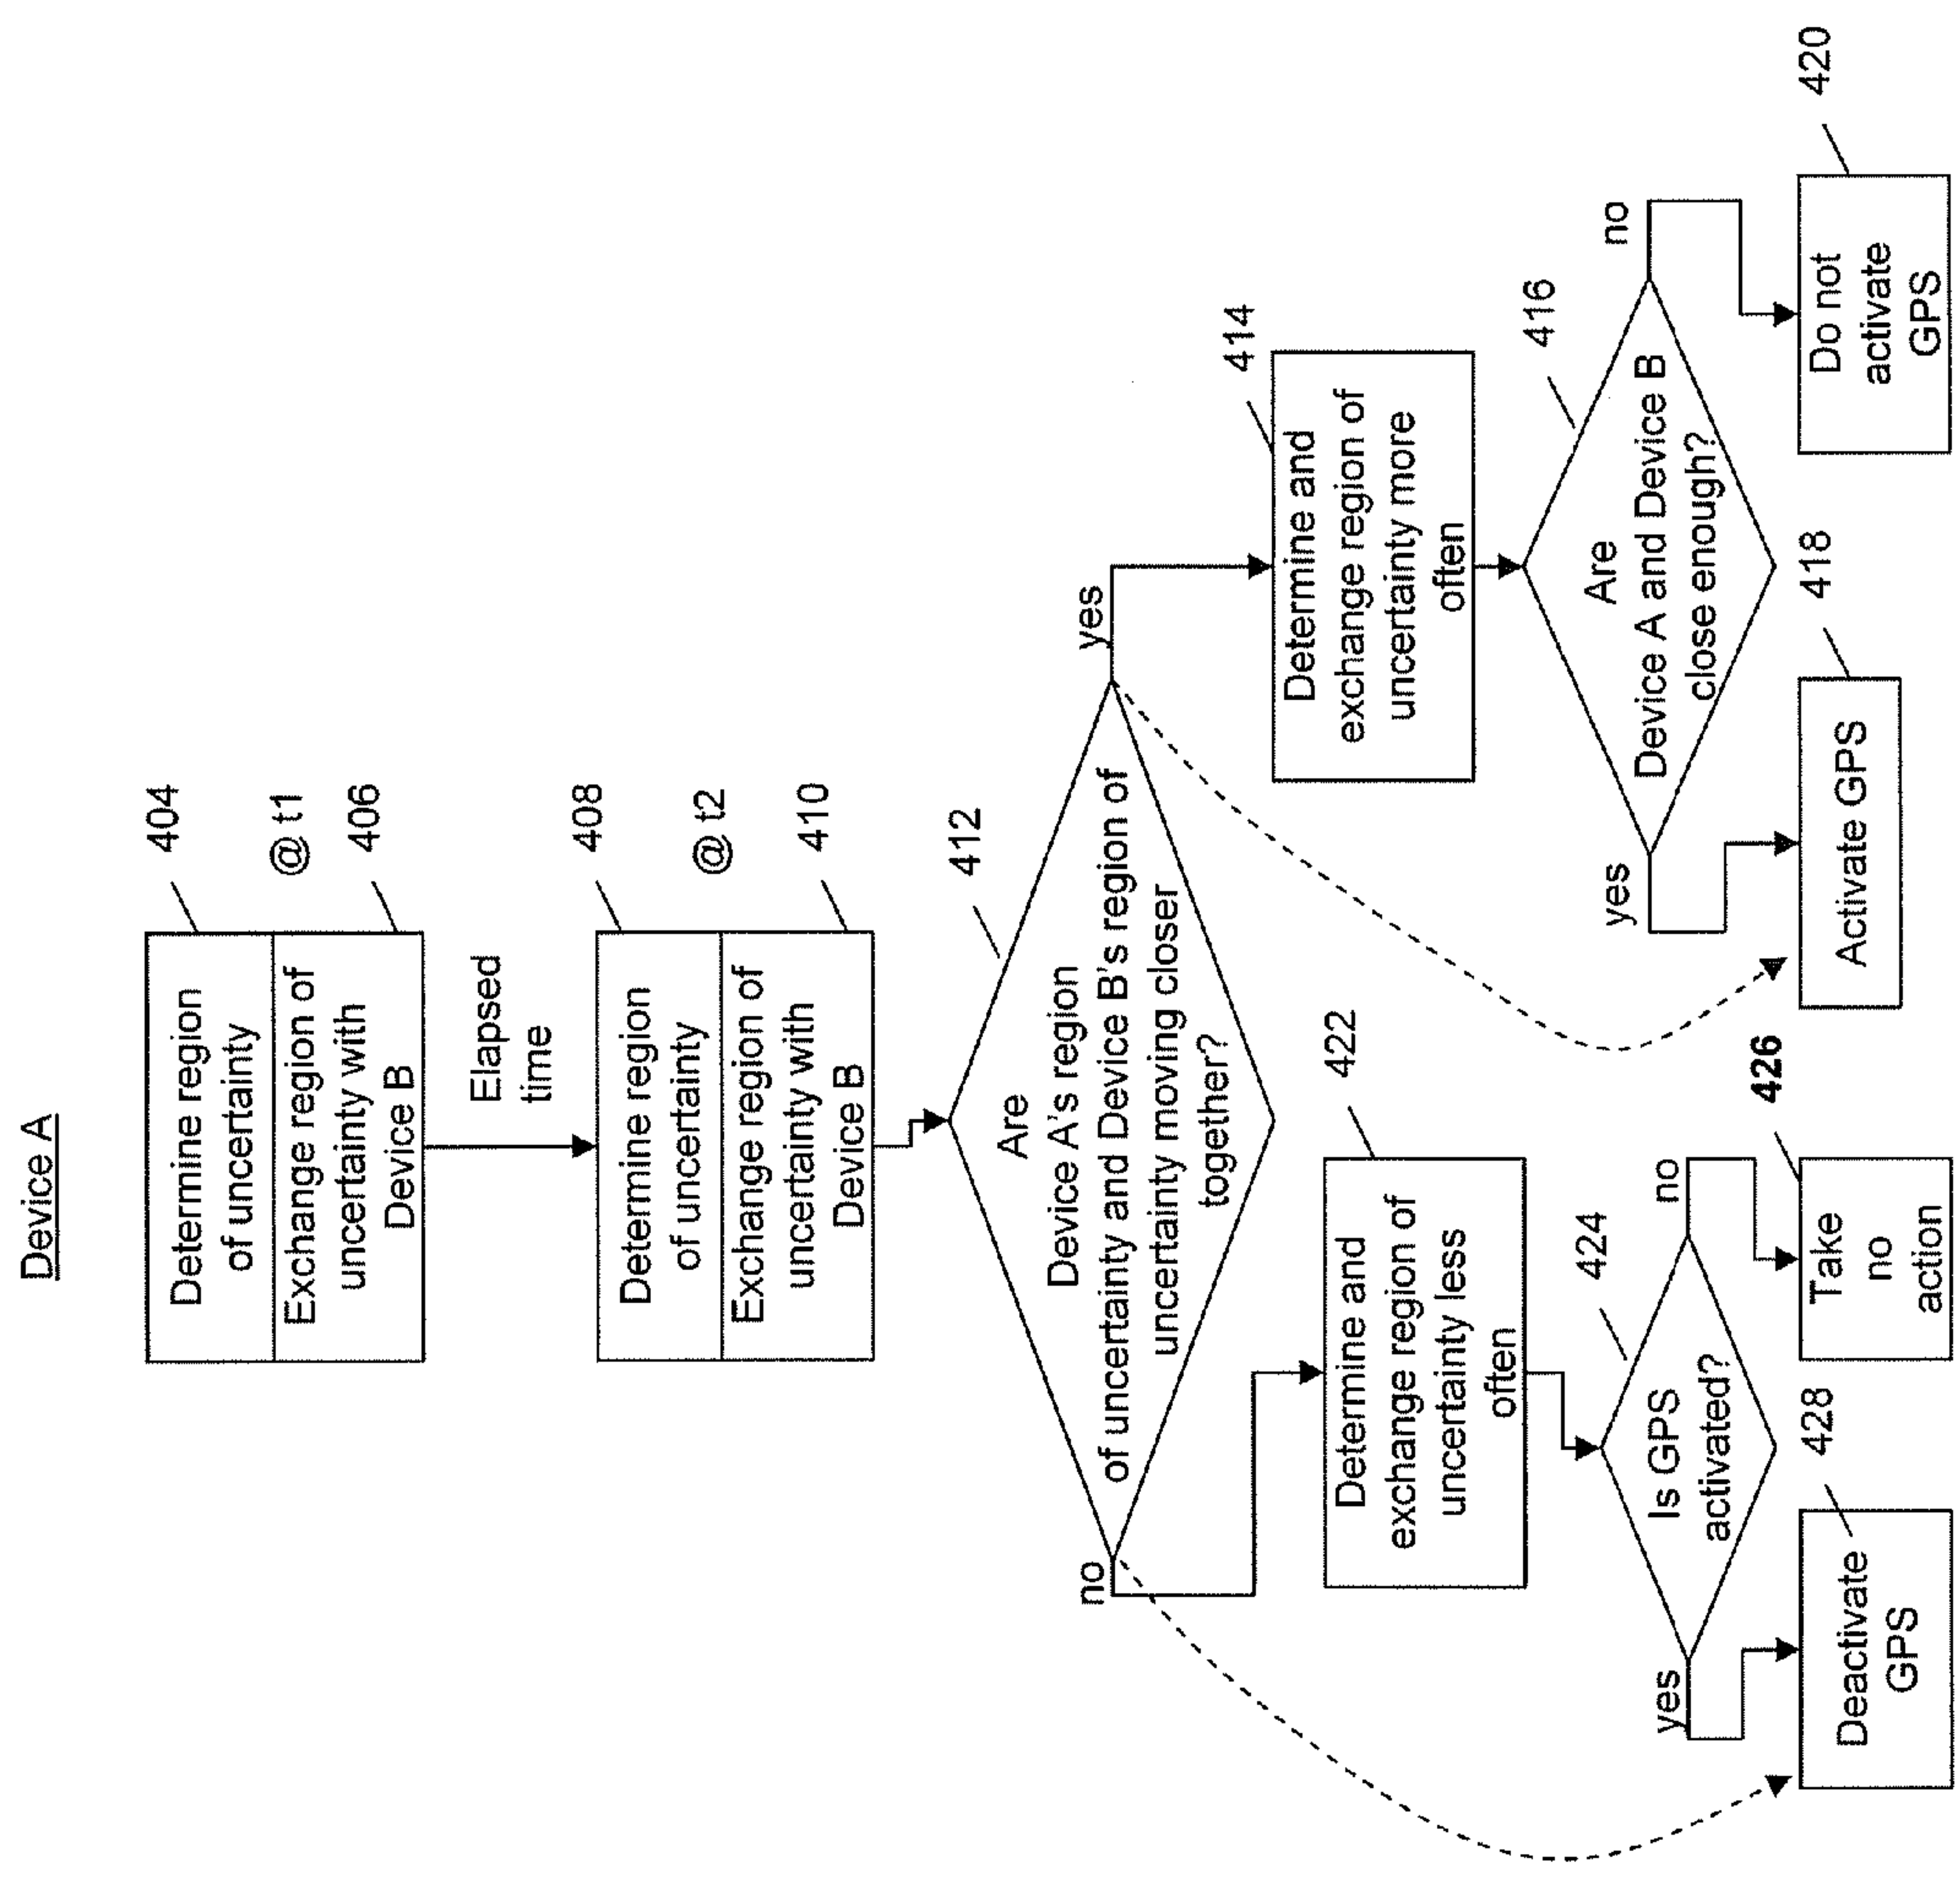 Device A
404
Determine region
of uncertainty
@ t1
406
Exchange region of
uncertainty with
Device B
Elapsed
time
408
Determine region
of uncertainty
@ t2
410
Exchange region of
uncertainty with
Device B
412
Are
Device A's region
of uncertainty and Device B's region of
uncertainty moving closer
together?
no
yes
422
Determine and
exchange region of
uncertainty less
often
414
Determine and
exchange region of
uncertainty more
often
424
Is GPS
activated?
yes
no
416
Are
Device A and Device B
close enough?
yes
no
428
Deactivate
GPS
426
Take
no
action
418
Activate GPS
420
Do not
activate
GPS